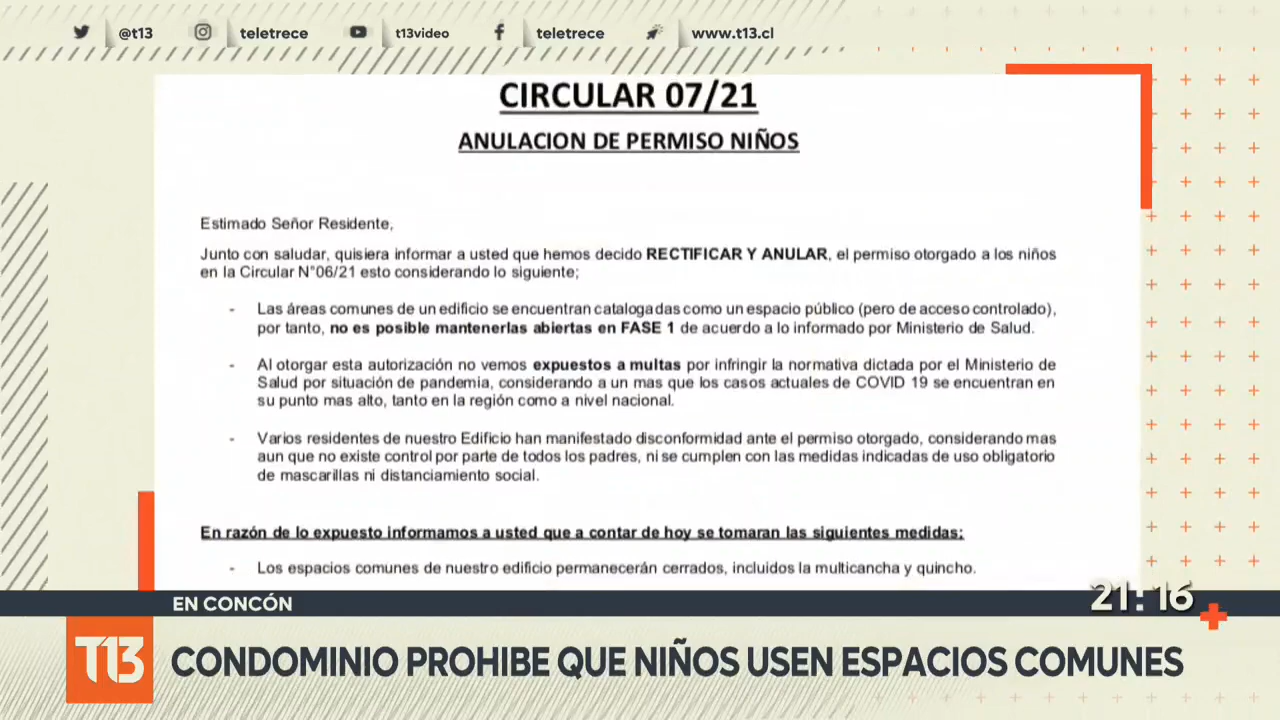 @t13 teletrece t13video teletrece www.t13.cl
CIRCULAR 07/21
ANULACION DE PERMISO NIÑOS
Estimado Señor Residente,
Junto con saludar, quisiera informar a usted que hemos decido RECTIFICAR Y ANULAR, el permiso otorgado a los niños
en la Circular N°06/21 esto considerando lo siguiente;
- Las áreas comunes de un edificio se encuentran catalogadas como un espacio público (pero de acceso controlado),
por tanto, no es posible mantenerlas abiertas en FASE 1 de acuerdo a lo informado por Ministerio de Salud.
- Al otorgar esta autorización no vemos expuestos a multas por infringir la normativa dictada por el Ministerio de
Salud por situación de pandemia, considerando a un mas que los casos actuales de COVID 19 se encuentran en
su punto mas alto, tanto en la región como a nivel nacional.
- Varios residentes de nuestro Edificio han manifestado disconformidad ante el permiso otorgado, considerando mas
aun que no existe control por parte de todos los padres, ni se cumplen con las medidas indicadas de uso obligatorio
de mascarillas ni distanciamiento social.
En razón de lo expuesto informamos a usted que a contar de hoy se tomaran las siguientes medidas;
- Los espacios comunes de nuestro edificio permanecerán cerrados, incluidos la multicancha y quincho.
EN CONCÓN
21:16
T13
CONDOMINIO PROHIBE QUE NIÑOS USEN ESPACIOS COMUNES